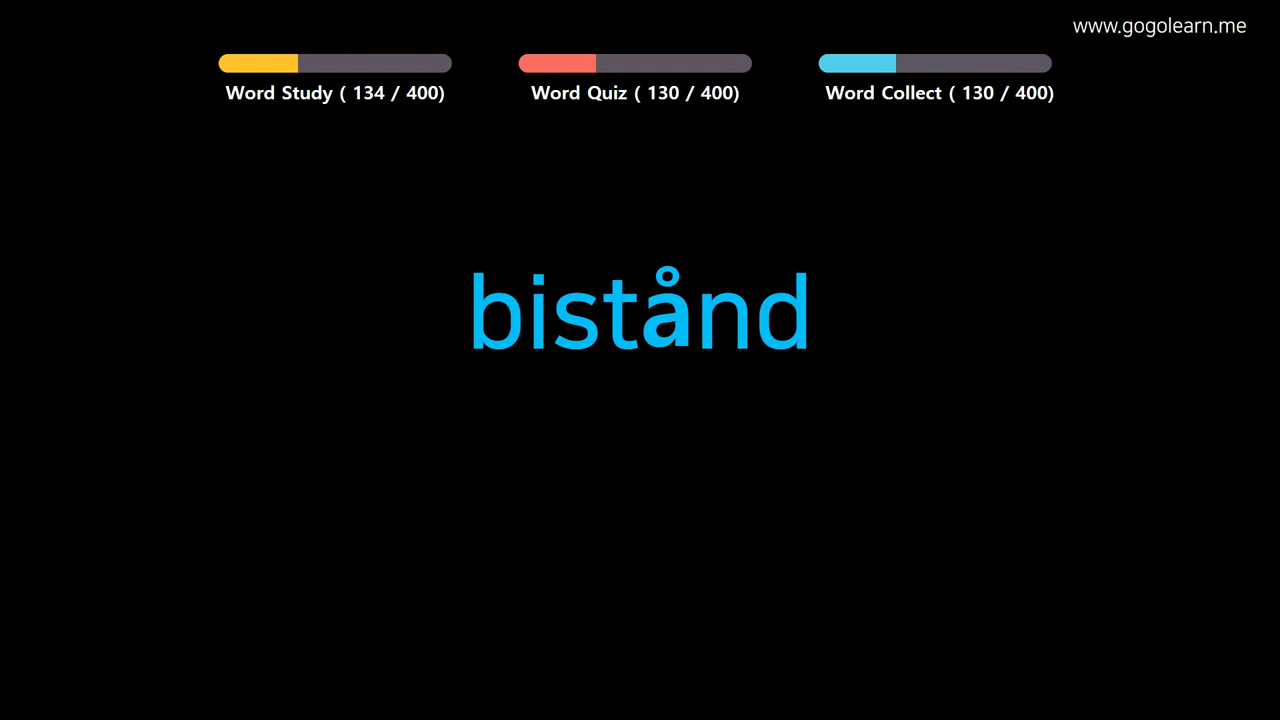 www.gogolearn.me
Word Study ( 134 / 400)
Word Quiz ( 130 / 400)
Word Collect ( 130 / 400)
bistånd